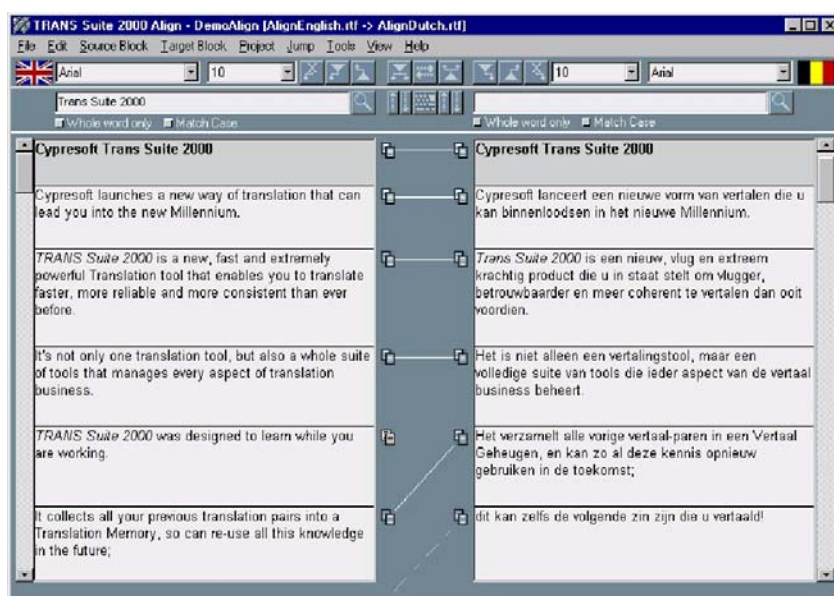 TRANS Suite 2000 Align - DemoAlign [AlignEnglish.rtf -> AlignDutch.rtf]
File Edit Source Block Target Block Project Jump Tools View Help
Arial 10 10 Arial
Trans Suite 2000
Whole word only Match Case Whole word only Match Case
Cypresoft Trans Suite 2000
Cypresoft launches a new way of translation that can
lead you into the new Millennium.
TRANS Suite 2000 is a new, fast and extremely
powerful Translation tool that enables you to translate
faster, more reliable and more consistent than ever
before.
It's not only one translation tool, but also a whole suite
of tools that manages every aspect of translation
business.
TRANS Suite 2000 was designed to learn while you
are working.
It collects all your previous translation pairs into a
Translation Memory, so can re-use all this knowledge
in the future;
Cypresoft Trans Suite 2000
Cypresoft lanceert een nieuwe vorm van vertalen die u
kan binnenloodsen in het nieuwe Millennium.
Trans Suite 2000 is een nieuw, vlug en extreem
krachtig product die u in staat stelt om vlugger,
betrouwbaarder en meer coherent te vertalen dan ooit
voordien.
Het is niet alleen een vertalingstool, maar een
volledige suite van tools die ieder aspect van de vertaal
business beheert.
Het verzamelt alle vorige vertaal-paren in een Vertaal
Geheugen, en kan zo al deze kennis opnieuw
gebruiken in de toekomst;
dit kan zelfs de volgende zin zijn die u vertaald!